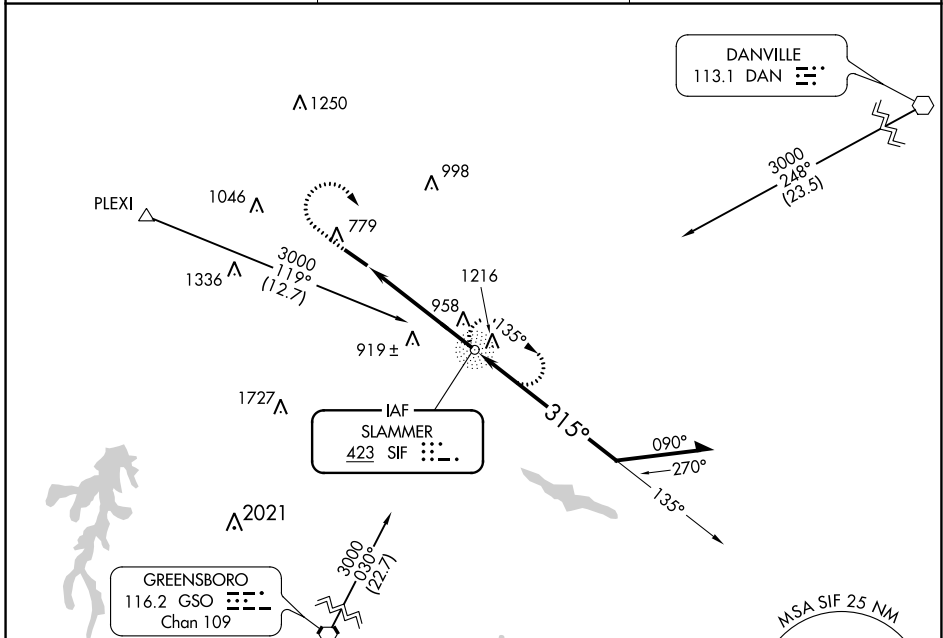 DANVILLE
113.1 DAN
1250
998
3000
248°
(23.5)
1046
PLEXI
779
3000
119°
(12.7)
1336
1216
958
135°
919 ±
1727
IAF
SLAMMER
423 SIF
315°
090°
270°
135°
2021
3000
030°
(22.7)
GREENSBORO
116.2 GSO
Chan 109
MSA SIF 25 NM